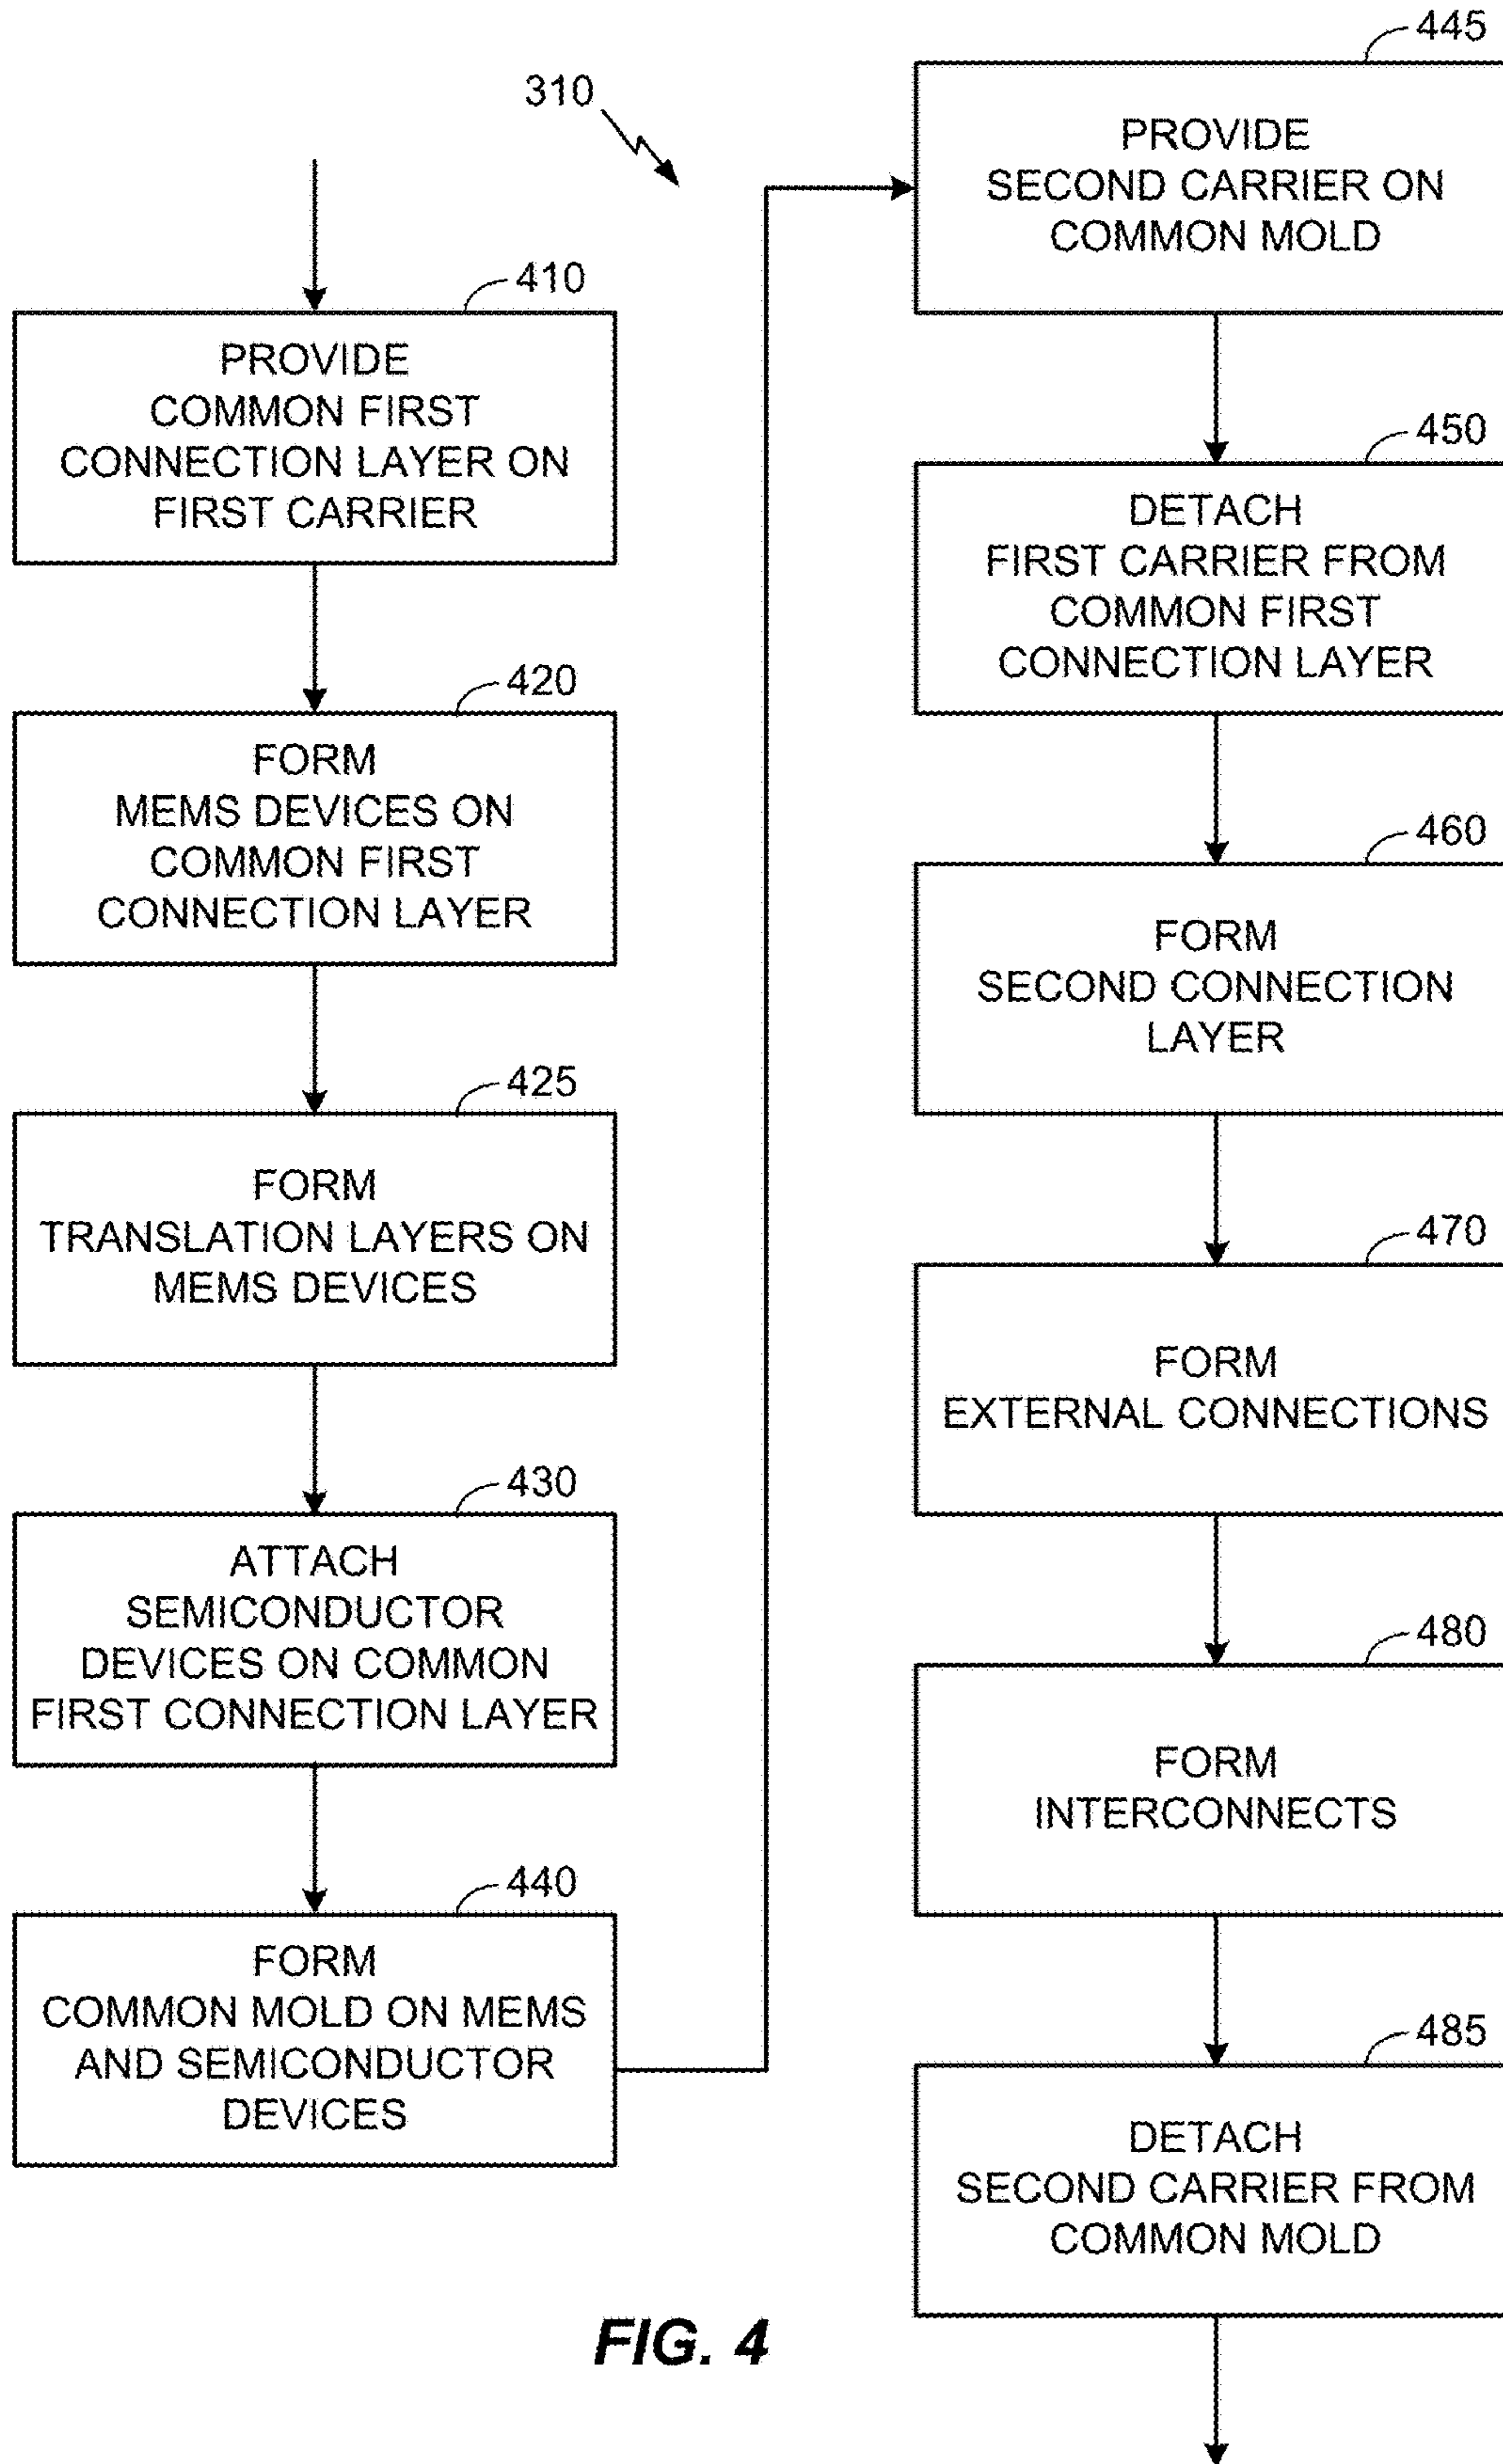 310
410
PROVIDE
COMMON FIRST
CONNECTION LAYER ON
FIRST CARRIER
420
FORM
MEMS DEVICES ON
COMMON FIRST
CONNECTION LAYER
425
FORM
TRANSLATION LAYERS ON
MEMS DEVICES
430
ATTACH
SEMICONDUCTOR
DEVICES ON COMMON
FIRST CONNECTION LAYER
440
FORM
COMMON MOLD ON MEMS
AND SEMICONDUCTOR
DEVICES
445
PROVIDE
SECOND CARRIER ON
COMMON MOLD
450
DETACH
FIRST CARRIER FROM
COMMON FIRST
CONNECTION LAYER
460
FORM
SECOND CONNECTION
LAYER
470
FORM
EXTERNAL CONNECTIONS
480
FORM
INTERCONNECTS
485
DETACH
SECOND CARRIER FROM
COMMON MOLD
FIG. 4